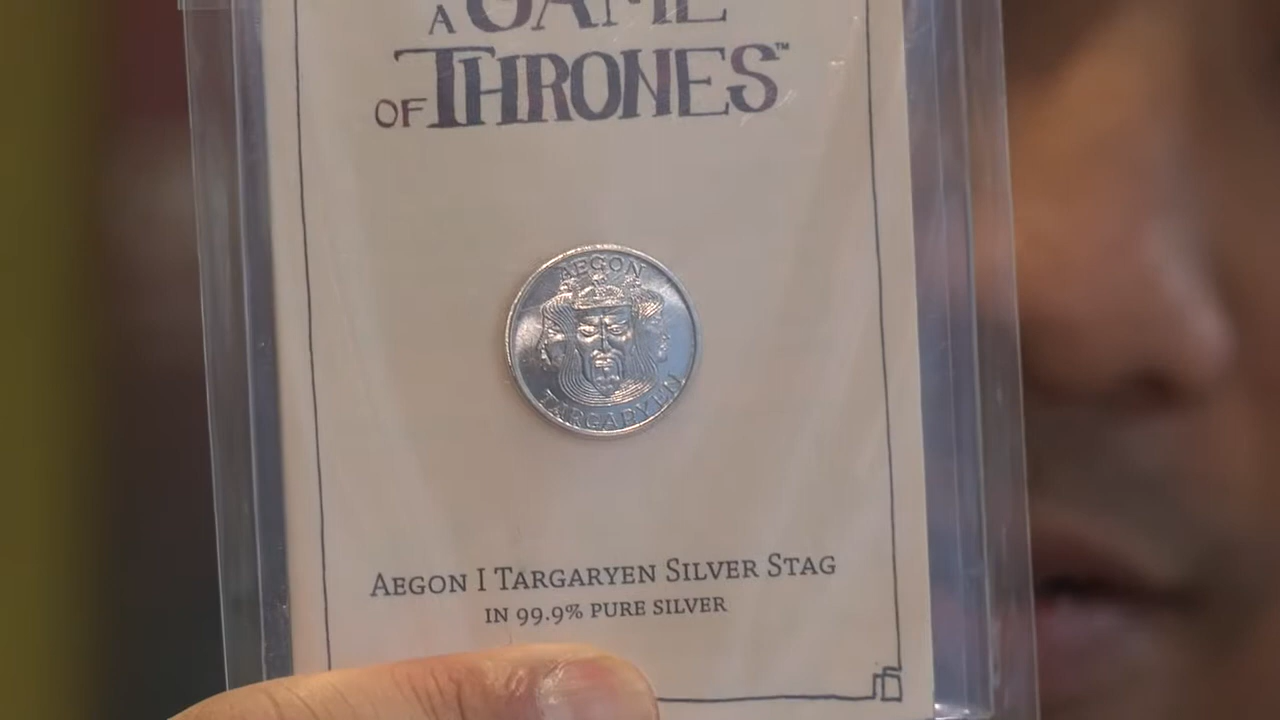 A GAME
OF THRONES™
AEGON
TARGARYEN
AEGON I TARGARYEN SILVER STAG
IN 99.9% PURE SILVER